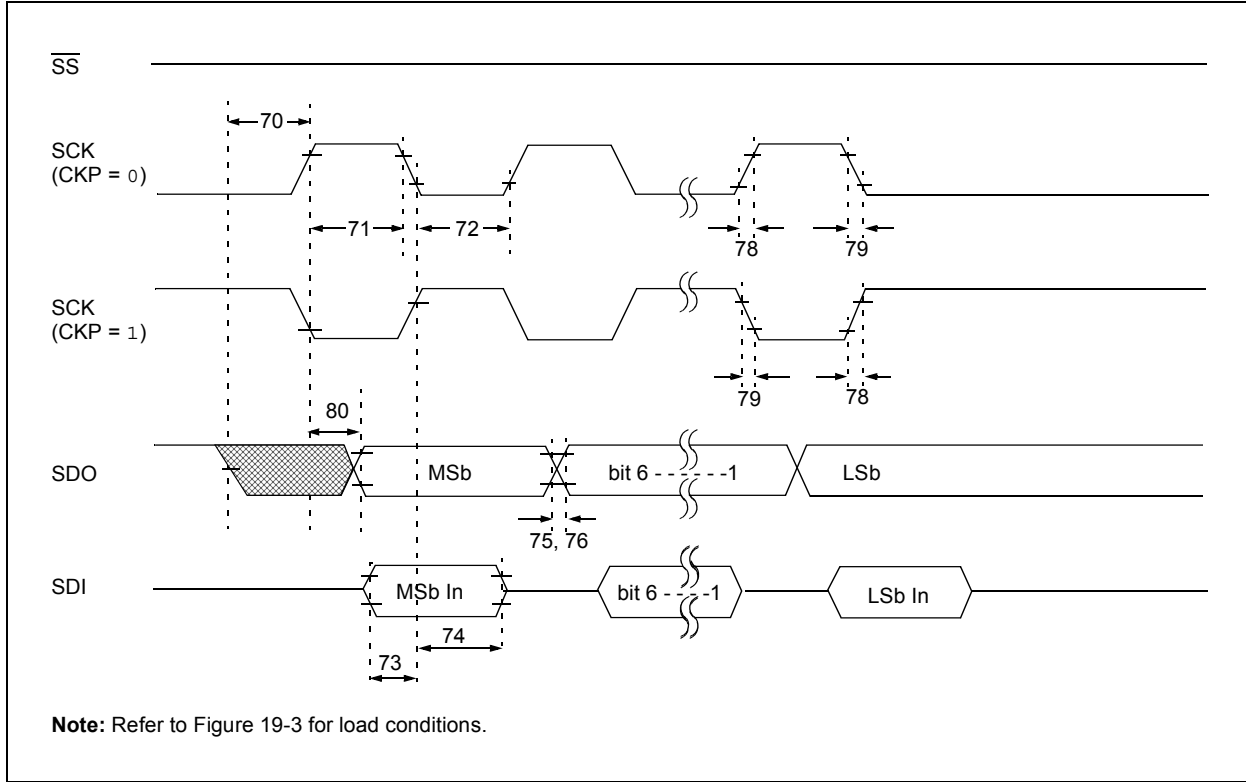 SS
70
SCK
(CKP = 0)
71
72
78
79
SCK
(CKP = 1)
79
78
80
SDO
MSb
bit 6 - - - - - - -1
LSb
75, 76
SDI
MSb In
bit 6 - - - - -1
LSb In
74
73
Note: Refer to Figure 19-3 for load conditions.